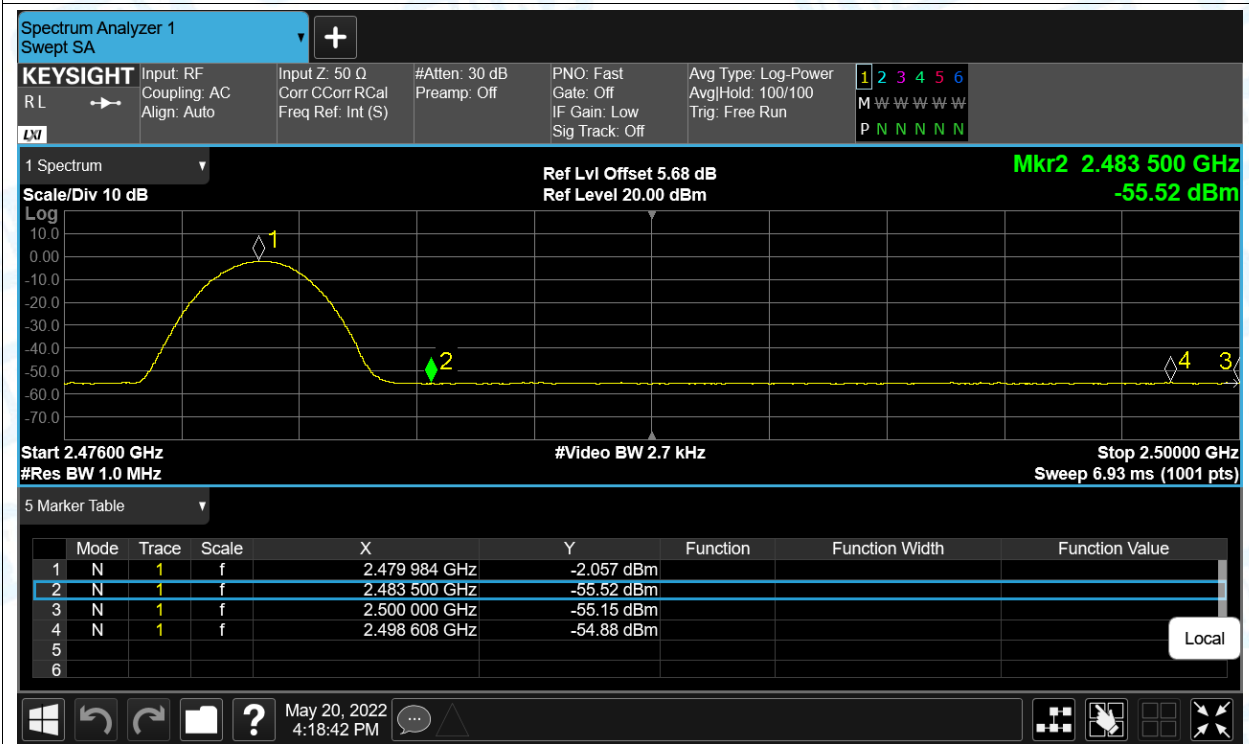 Spectrum Analyzer 1
Swept SA
▼
+
KEYSIGHT
R L
LXI
Input: RF
Coupling: AC
Align: Auto
Input Z: 50 Ω
Corr CCorr RCal
Freq Ref: Int (S)
#Atten: 30 dB
Preamp: Off
PNO: Fast
Gate: Off
IF Gain: Low
Sig Track: Off
Avg Type: Log-Power
Avg|Hold: 100/100
Trig: Free Run
1 2 3 4 5 6
M W W W W W
P N N N N N
1 Spectrum ▼
Scale/Div 10 dB
Ref Lvl Offset 5.68 dB
Ref Level 20.00 dBm
Mkr2 2.483 500 GHz
-55.52 dBm
Log
10.0
0.00
-10.0
-20.0
-30.0
-40.0
-50.0
-60.0
-70.0
1
2
4
3
Start 2.47600 GHz
#Res BW 1.0 MHz
#Video BW 2.7 kHz
Stop 2.50000 GHz
Sweep 6.93 ms (1001 pts)
5 Marker Table ▼
Mode Trace Scale X Y Function Function Width Function Value
1 N 1 f 2.479 984 GHz -2.057 dBm
2 N 1 f 2.483 500 GHz -55.52 dBm
3 N 1 f 2.500 000 GHz -55.15 dBm
4 N 1 f 2.498 608 GHz -54.88 dBm
5
6
Local
?
May 20, 2022
4:18:42 PM